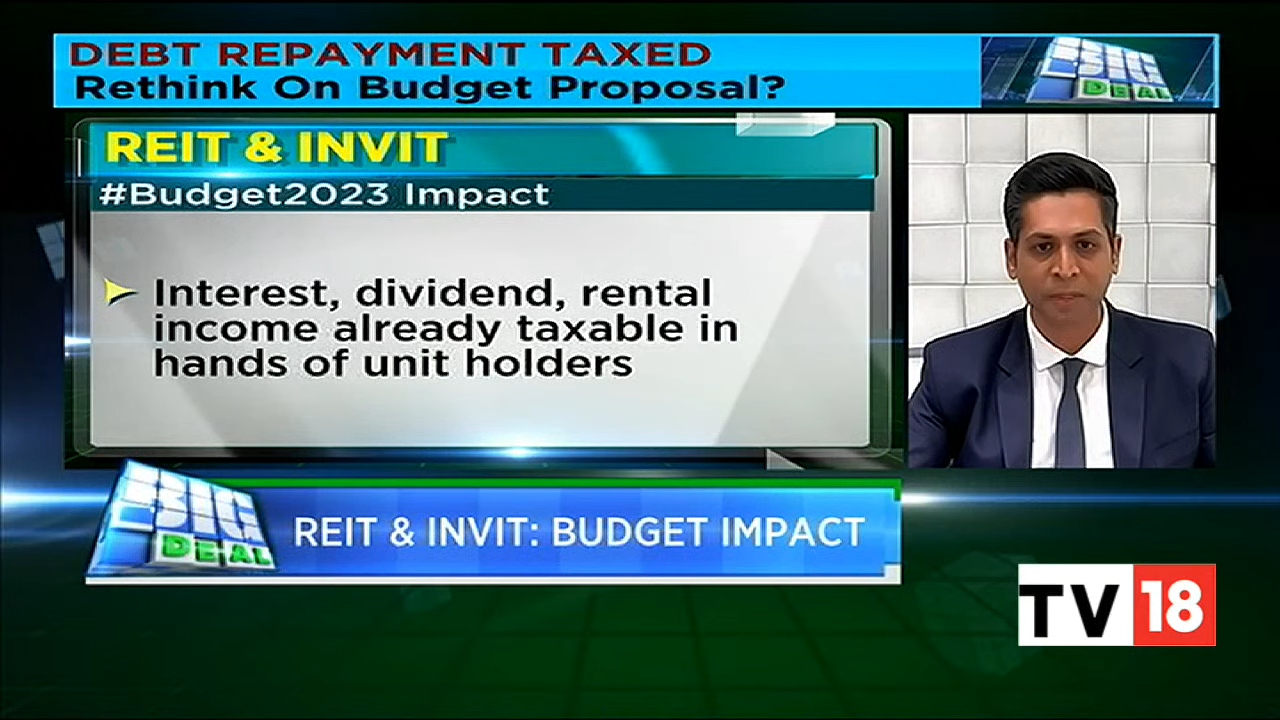 DEBT REPAYMENT TAXED
Rethink On Budget Proposal?
BIG
DEAL
REIT & INVIT
#Budget2023 Impact
Interest, dividend, rental
income already taxable in
hands of unit holders
BIG
DEAL
REIT & INVIT: BUDGET IMPACT
TV18